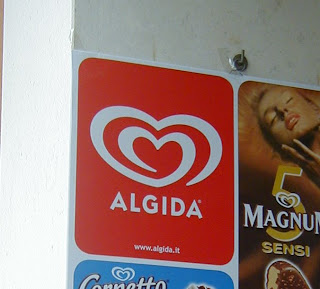 ALGIDA
www.algida.it
5
MAGNUM
SENSI
Cornetto